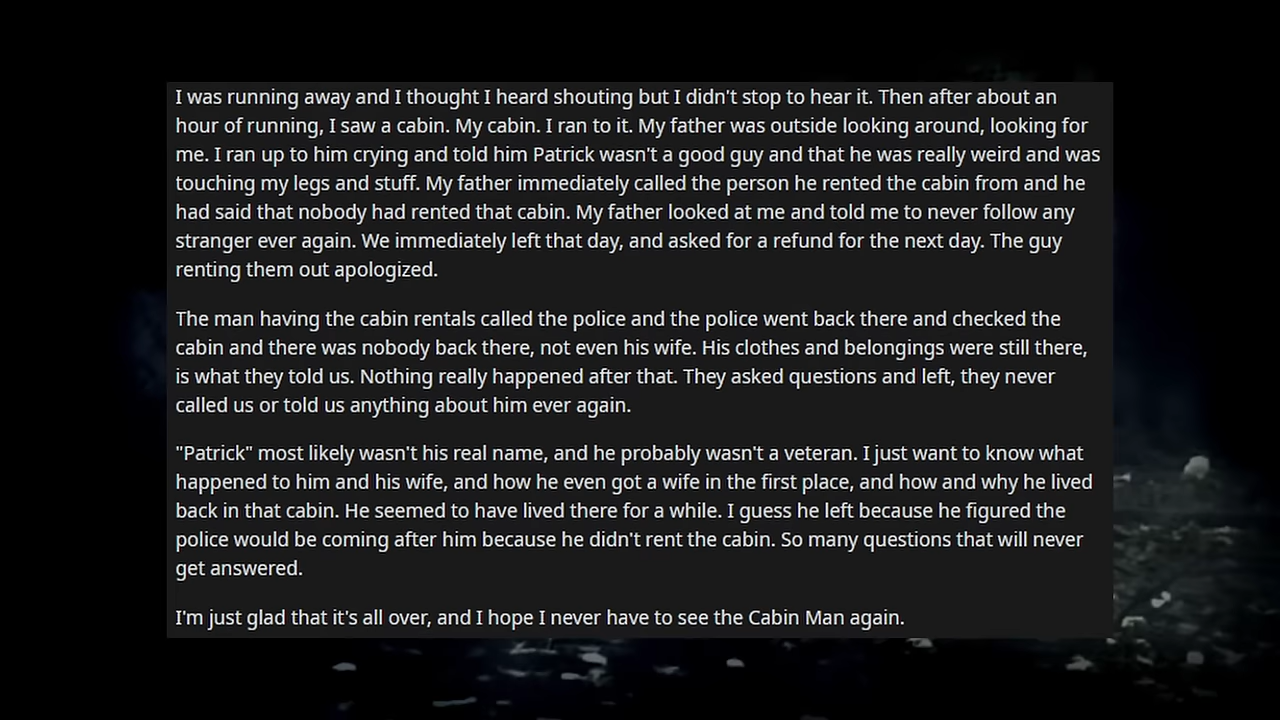 I was running away and I thought I heard shouting but I didn't stop to hear it. Then after about an
hour of running, I saw a cabin. My cabin. I ran to it. My father was outside looking around, looking for
me. I ran up to him crying and told him Patrick wasn't a good guy and that he was really weird and was
touching my legs and stuff. My father immediately called the person he rented the cabin from and he
had said that nobody had rented that cabin. My father looked at me and told me to never follow any
stranger ever again. We immediately left that day, and asked for a refund for the next day. The guy
renting them out apologized.
The man having the cabin rentals called the police and the police went back there and checked the
cabin and there was nobody back there, not even his wife. His clothes and belongings were still there,
is what they told us. Nothing really happened after that. They asked questions and left, they never
called us or told us anything about him ever again.
"Patrick" most likely wasn't his real name, and he probably wasn't a veteran. I just want to know what
happened to him and his wife, and how he even got a wife in the first place, and how and why he lived
back in that cabin. He seemed to have lived there for a while. I guess he left because he figured the
police would be coming after him because he didn't rent the cabin. So many questions that will never
get answered.
I'm just glad that it's all over, and I hope I never have to see the Cabin Man again.